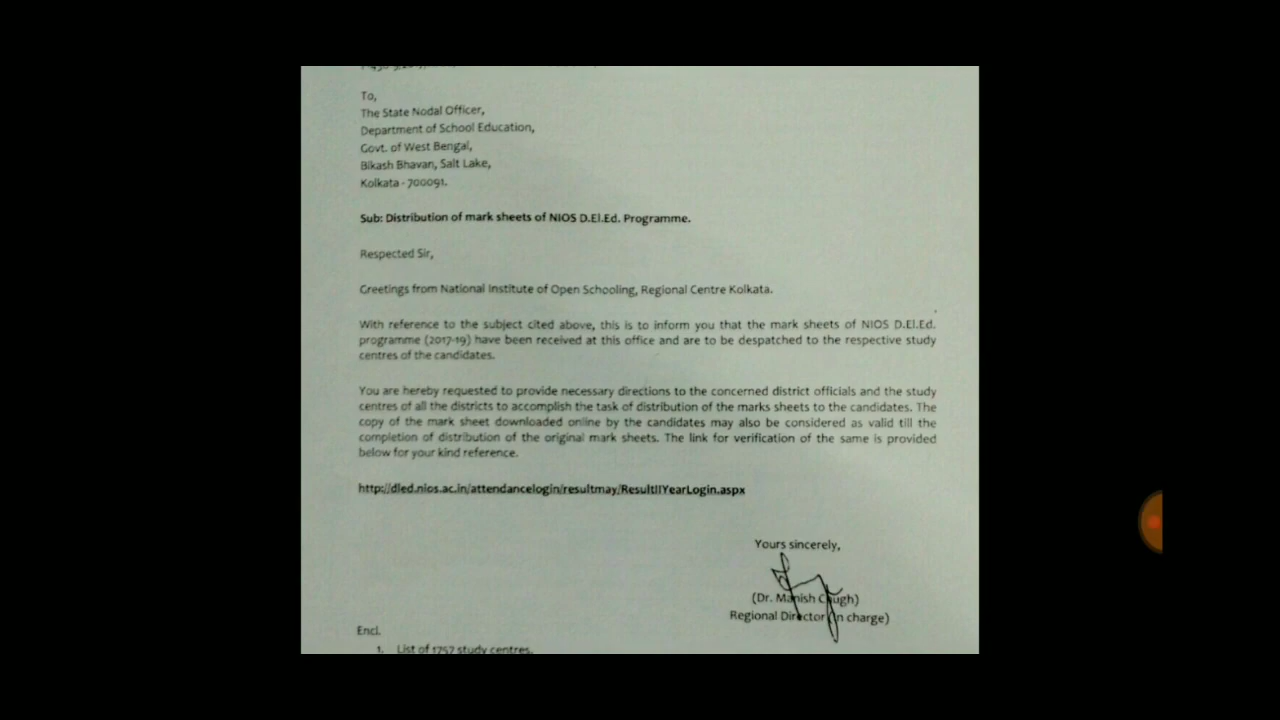 To,
The State Nodal Officer,
Department of School Education,
Govt. of West Bengal,
Bikash Bhavan, Salt Lake,
Kolkata - 700091.
Sub: Distribution of mark sheets of NIOS D.El.Ed. Programme.
Respected Sir,
Greetings from National Institute of Open Schooling, Regional Centre Kolkata.
With reference to the subject cited above, this is to inform you that the mark sheets of NIOS D.El.Ed.
programme (2017-19) have been received at this office and are to be despatched to the respective study
centres of the candidates.
You are hereby requested to provide necessary directions to the concerned district officials and the study
centres of all the districts to accomplish the task of distribution of the marks sheets to the candidates. The
copy of the mark sheet downloaded online by the candidates may also be considered as valid till the
completion of distribution of the original mark sheets. The link for verification of the same is provided
below for your kind reference.
http://dled.nios.ac.in/attendancelogin/resultmay/ResultIIYearLogin.aspx
Yours sincerely,
(Dr. Manish Chugh)
Regional Director (In charge)
Encl.
1. List of 1757 study centres.